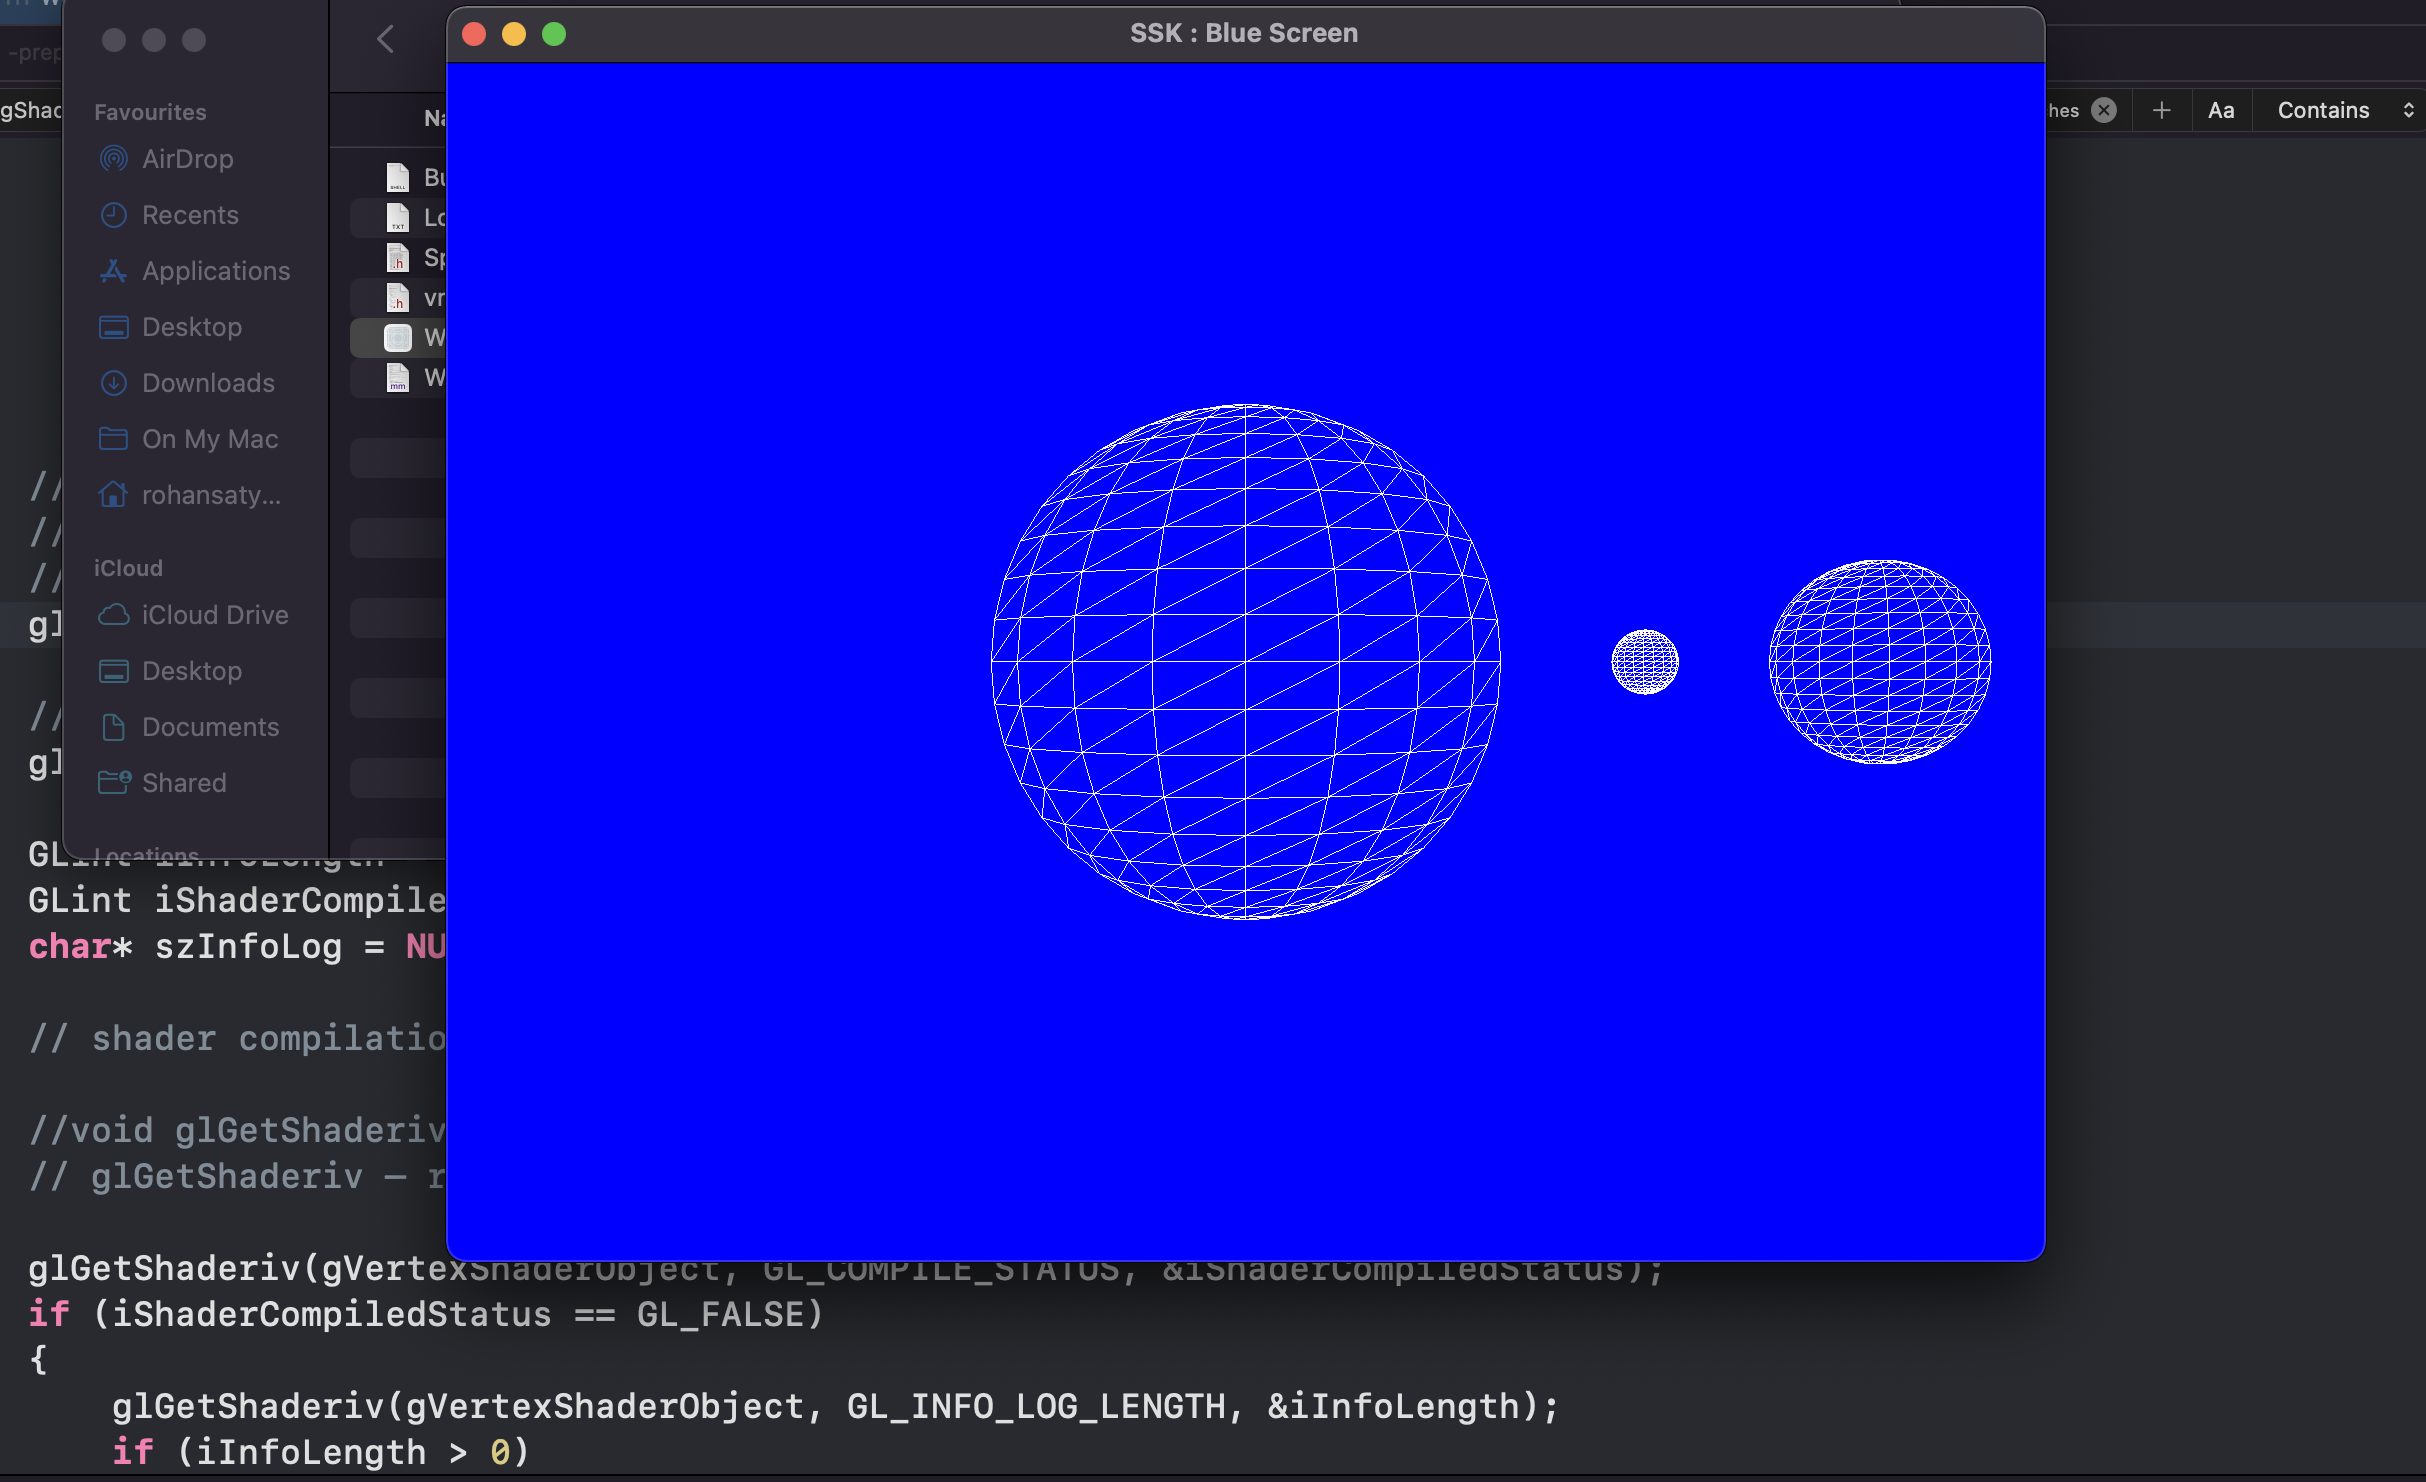 SSK : Blue Screen
Favourites
AirDrop
Recents
Applications
Desktop
Downloads
On My Mac
rohansaty...
iCloud
iCloud Drive
Desktop
Documents
Shared
Locations
-prep
gShad
hes
Aa
Contains
Na
Bu
Lo
Sp
vr
W
W
//
//
//
gl
//
gl
GLint iInfoLength
GLint iShaderCompile
char* szInfoLog = NU
// shader compilatio
//void glGetShaderiv
// glGetShaderiv — r
glGetShaderiv(gVertexShaderObject, GL_COMPILE_STATUS, &iShaderCompiledStatus);
if (iShaderCompiledStatus == GL_FALSE)
{
glGetShaderiv(gVertexShaderObject, GL_INFO_LOG_LENGTH, &iInfoLength);
if (iInfoLength > 0)